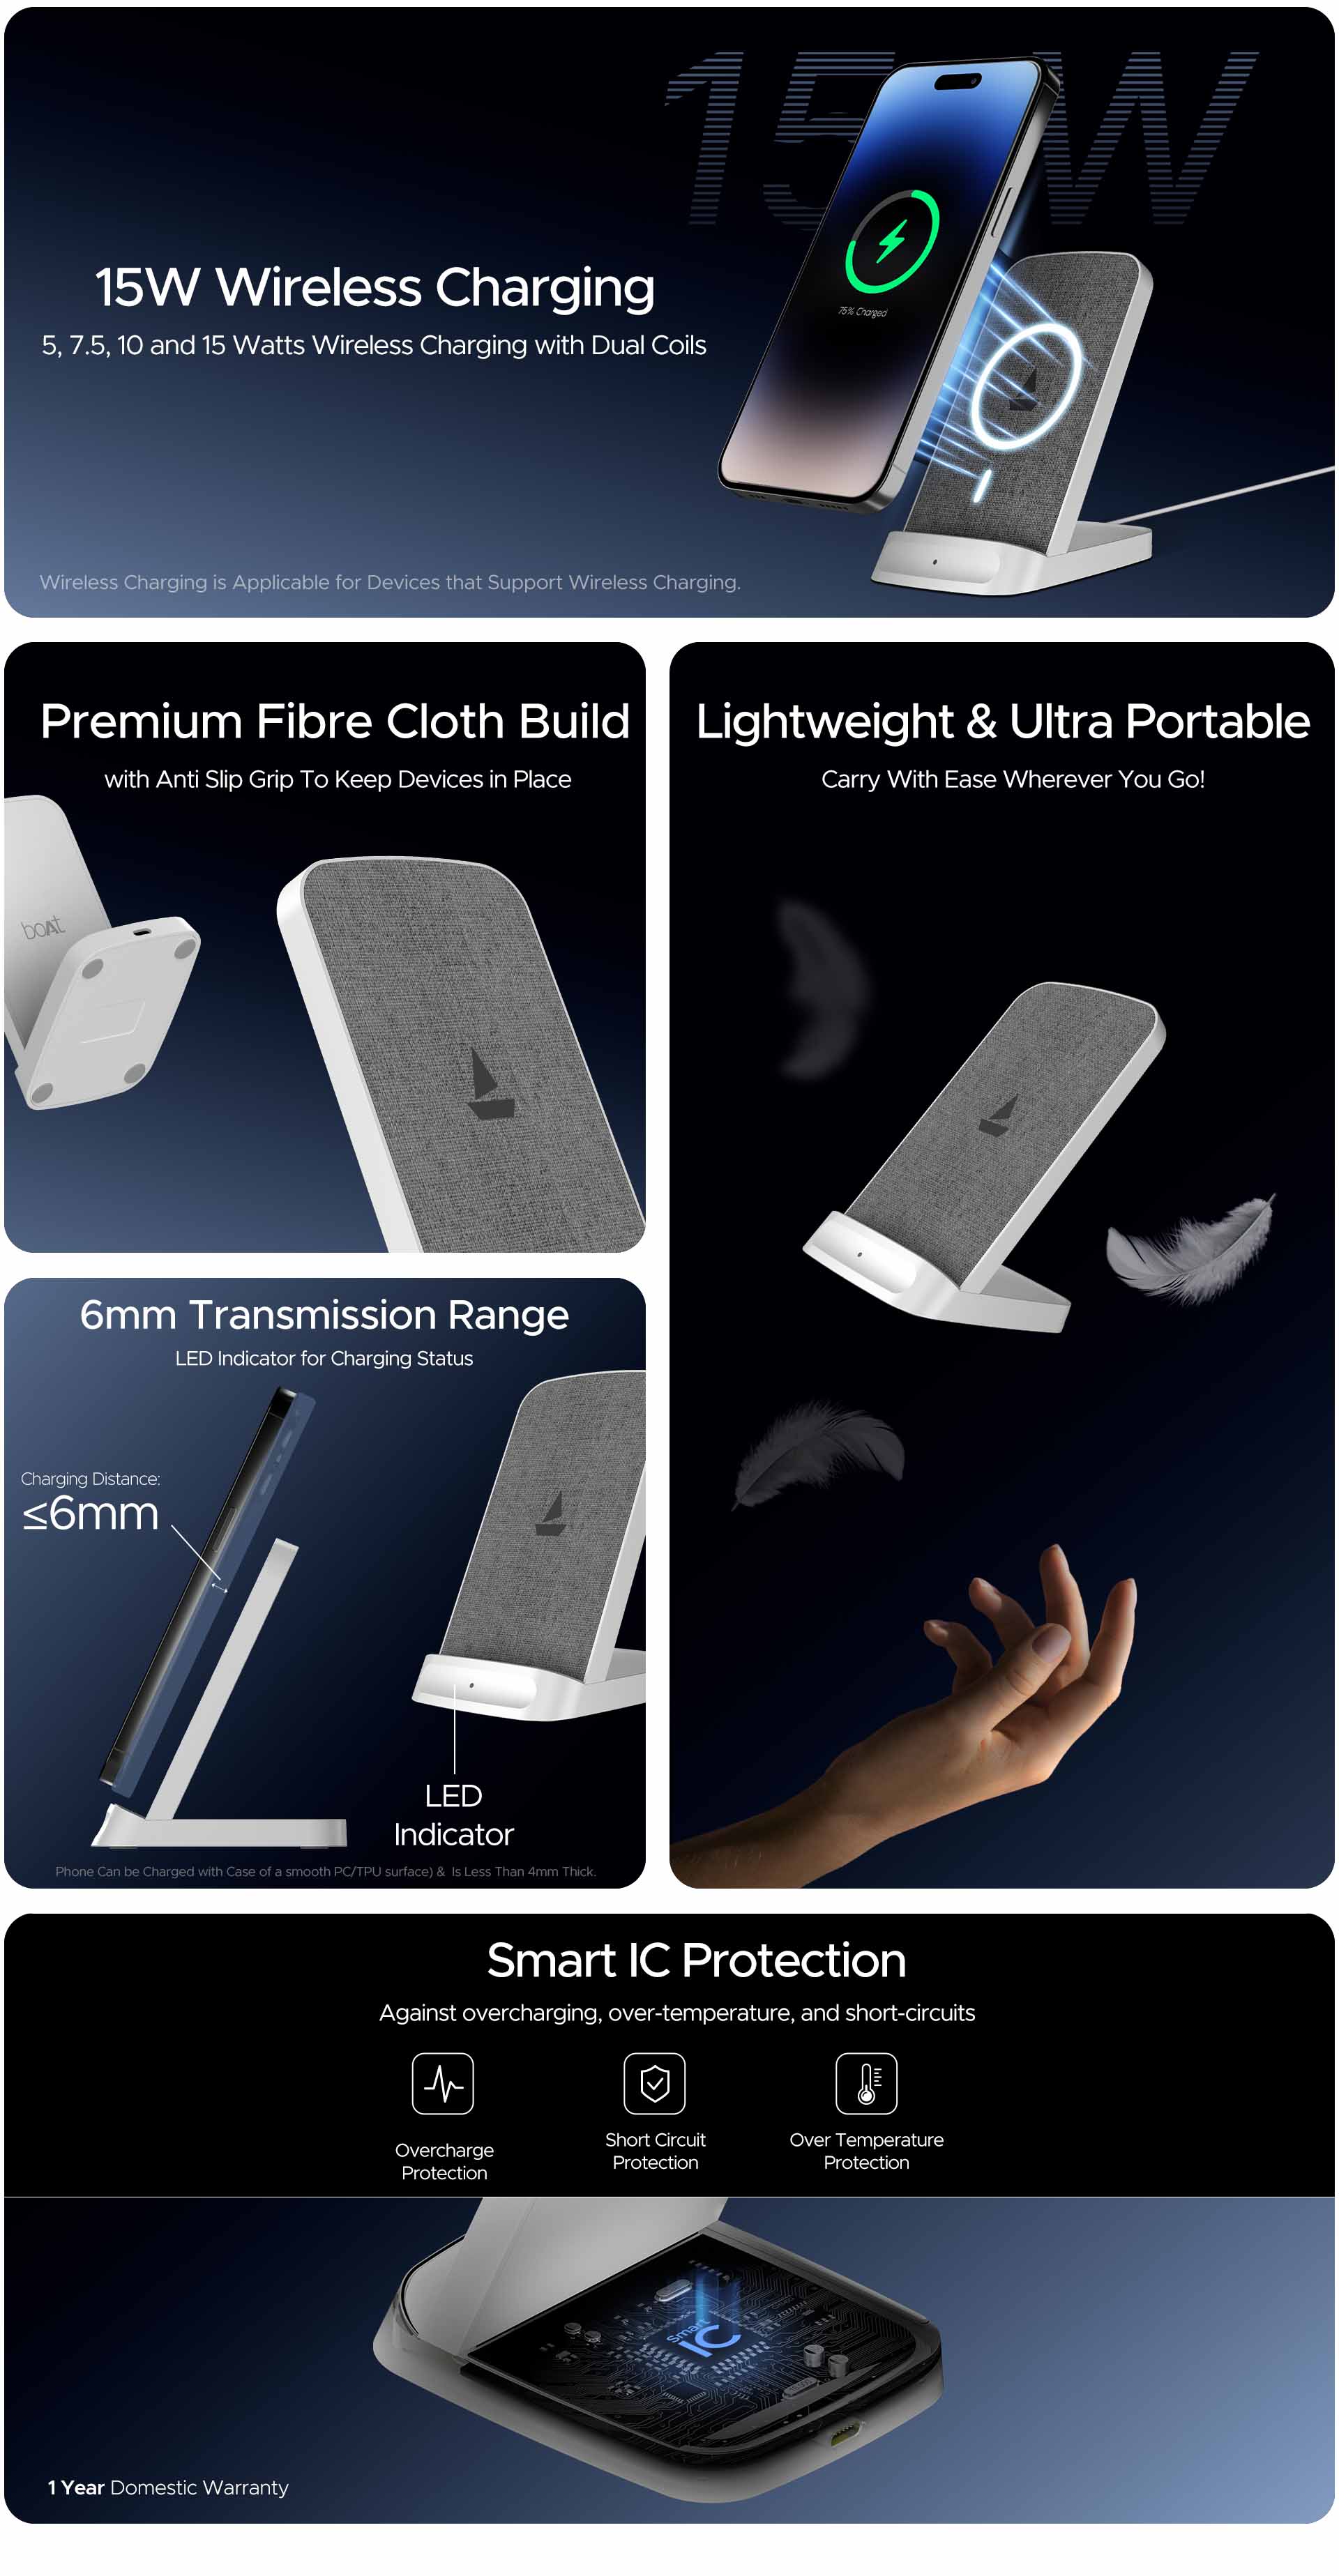 15W
15W Wireless Charging
5, 7.5, 10 and 15 Watts Wireless Charging with Dual Coils
75% Charged
Wireless Charging is Applicable for Devices that Support Wireless Charging.
Premium Fibre Cloth Build
with Anti Slip Grip To Keep Devices in Place
boAt
Lightweight & Ultra Portable
Carry With Ease Wherever You Go!
6mm Transmission Range
LED Indicator for Charging Status
Charging Distance:
≤6mm
LED
Indicator
Phone Can be Charged with Case of a smooth PC/TPU surface) & Is Less Than 4mm Thick.
Smart IC Protection
Against overcharging, over-temperature, and short-circuits
Overcharge
Protection
Short Circuit
Protection
Over Temperature
Protection
Smart
IC
1 Year Domestic Warranty